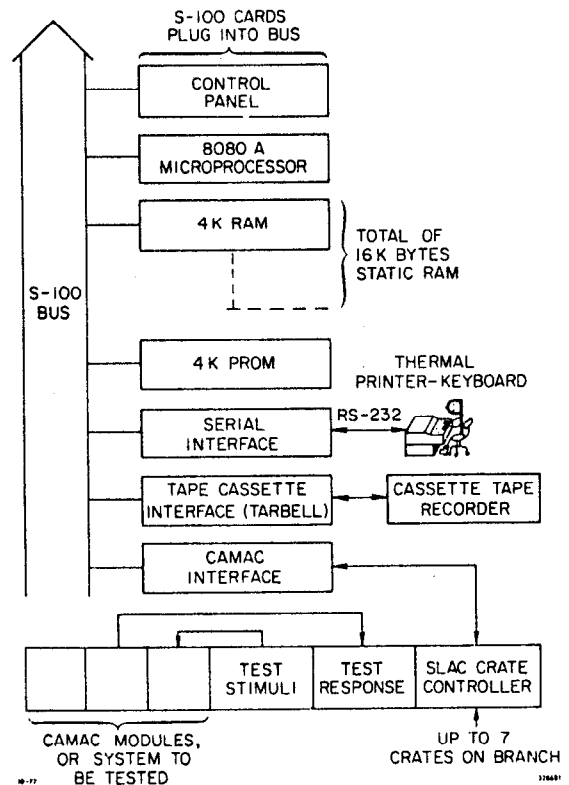 S-100 CARDS
PLUG INTO BUS
CONTROL
PANEL
8080 A
MICROPROCESSOR
4K RAM
TOTAL OF
16K BYTES
STATIC RAM
S-100
BUS
4K PROM
THERMAL
PRINTER-KEYBOARD
SERIAL
INTERFACE
RS-232
TAPE CASSETTE
INTERFACE (TARBELL)
CASSETTE TAPE
RECORDER
CAMAC
INTERFACE
TEST
STIMULI
TEST
RESPONSE
SLAC CRATE
CONTROLLER
CAMAC MODULES,
OR SYSTEM TO
BE TESTED
UP TO 7
CRATES ON BRANCH
10-77